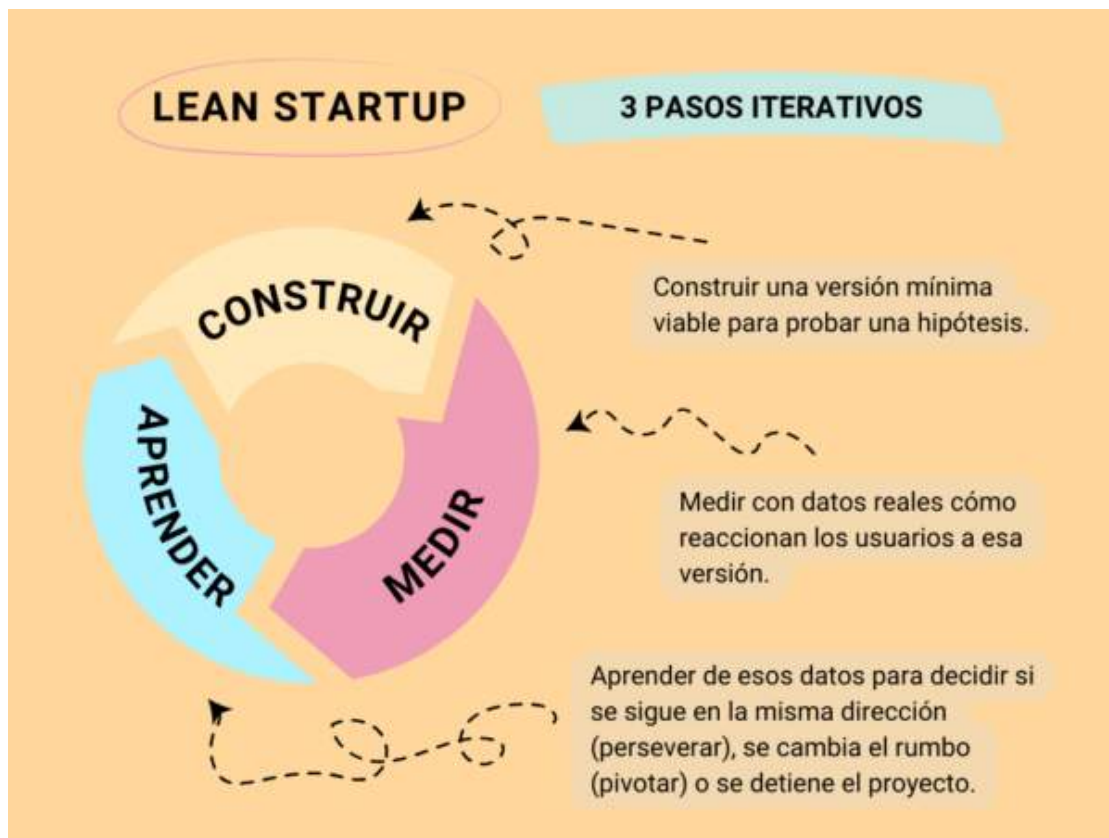 LEAN STARTUP
3 PASOS ITERATIVOS
CONSTRUIR
Construir una versión mínima
viable para probar una hipótesis.
MEDIR
Medir con datos reales cómo
reaccionan los usuarios a esa
versión.
APRENDER
Aprender de esos datos para decidir si
se sigue en la misma dirección
(perseverar), se cambia el rumbo
(pivotar) o se detiene el proyecto.